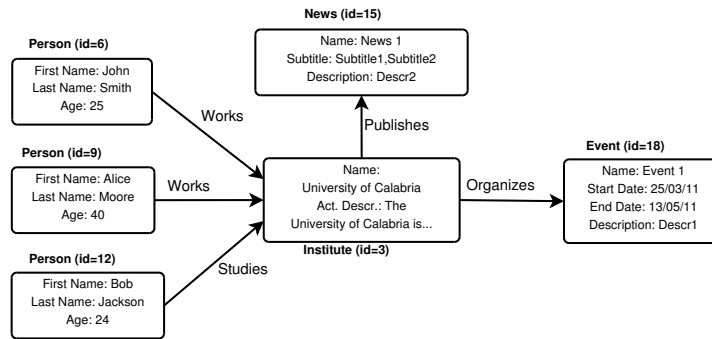 News (id=15)
Name: News 1
Subtitle: Subtitle1,Subtitle2
Description: Descr2
Person (id=6)
First Name: John
Last Name: Smith
Age: 25
Works
Publishes
Person (id=9)
First Name: Alice
Last Name: Moore
Age: 40
Works
Name:
University of Calabria
Act. Descr.: The
University of Calabria is...
Institute (id=3)
Organizes
Event (id=18)
Name: Event 1
Start Date: 25/03/11
End Date: 13/05/11
Description: Descr1
Person (id=12)
First Name: Bob
Last Name: Jackson
Age: 24
Studies